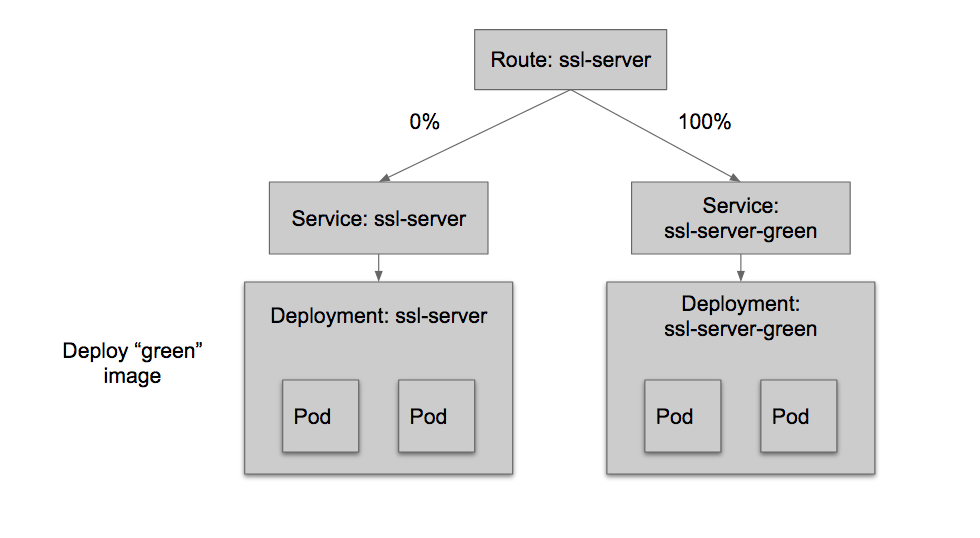 Route: ssl-server
0%
100%
Service: ssl-server
Service:
ssl-server-green
Deployment: ssl-server
Deployment:
ssl-server-green
Deploy “green”
image
Pod
Pod
Pod
Pod